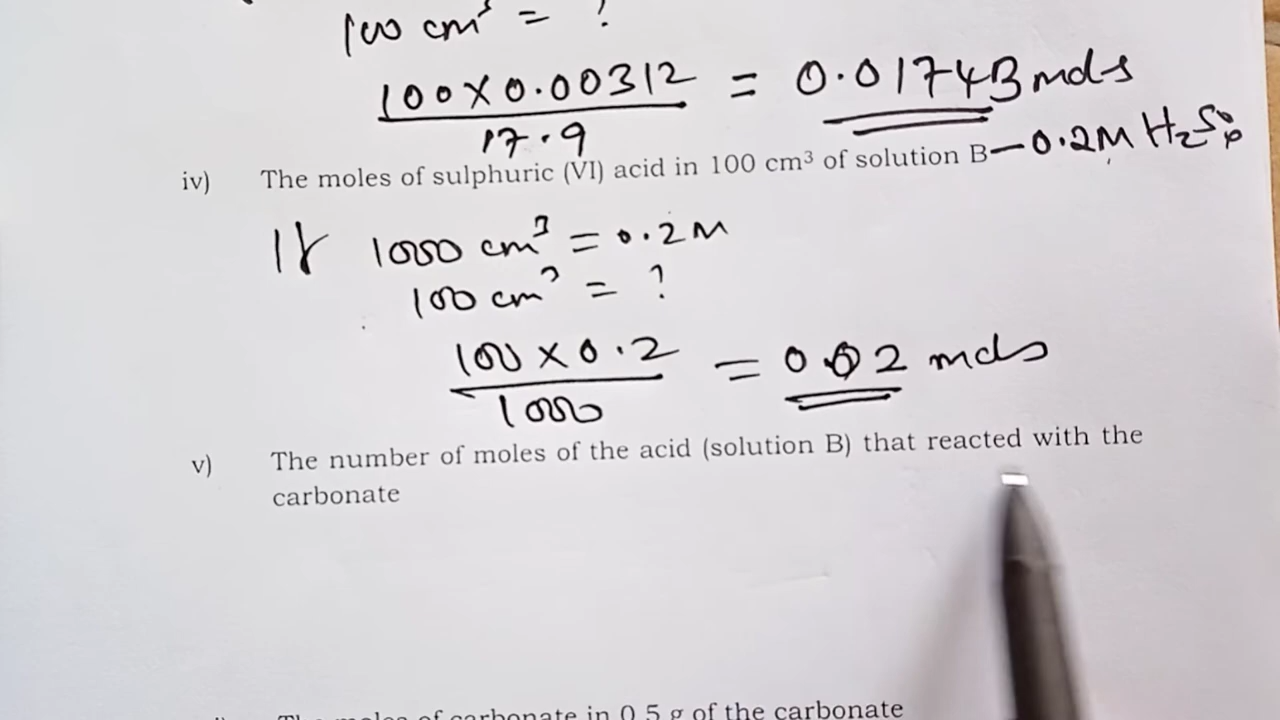 100 cm³ = ?
100 X 0.00312 = 0.01743 mols
17.9
iv) The moles of sulphuric (VI) acid in 100 cm³ of solution B — 0.2M H₂SO₄
If 1000 cm³ = 0.2M
100 cm³ = ?
100 X 0.2 = 0.02 mols
1000
v) The number of moles of the acid (solution B) that reacted with the
carbonate
moles of carbonate in 0.5 g of the carbonate